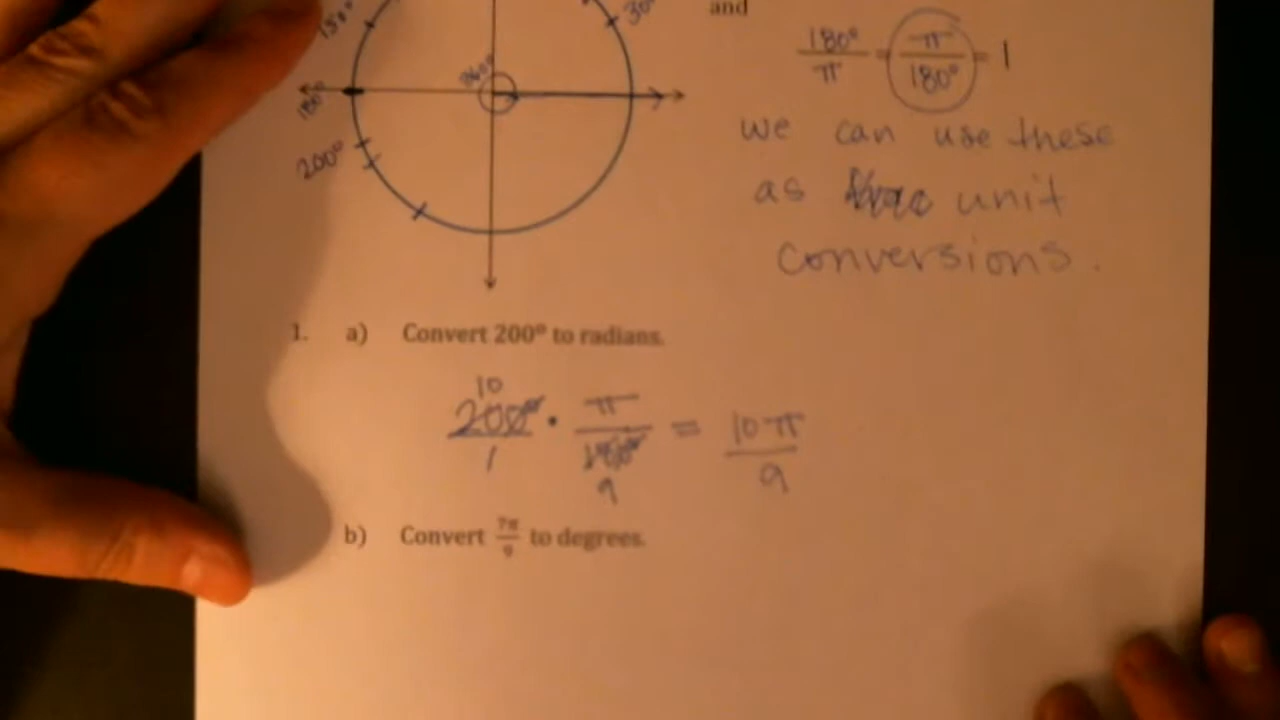 150°
30
and
360°
180°
200°
180°/π = π/180° = 1
we can use these
as unit
conversions.
1. a) Convert 200° to radians.
10
200°/1 · π/180° = 10π/9
9
b) Convert 7π/9 to degrees.